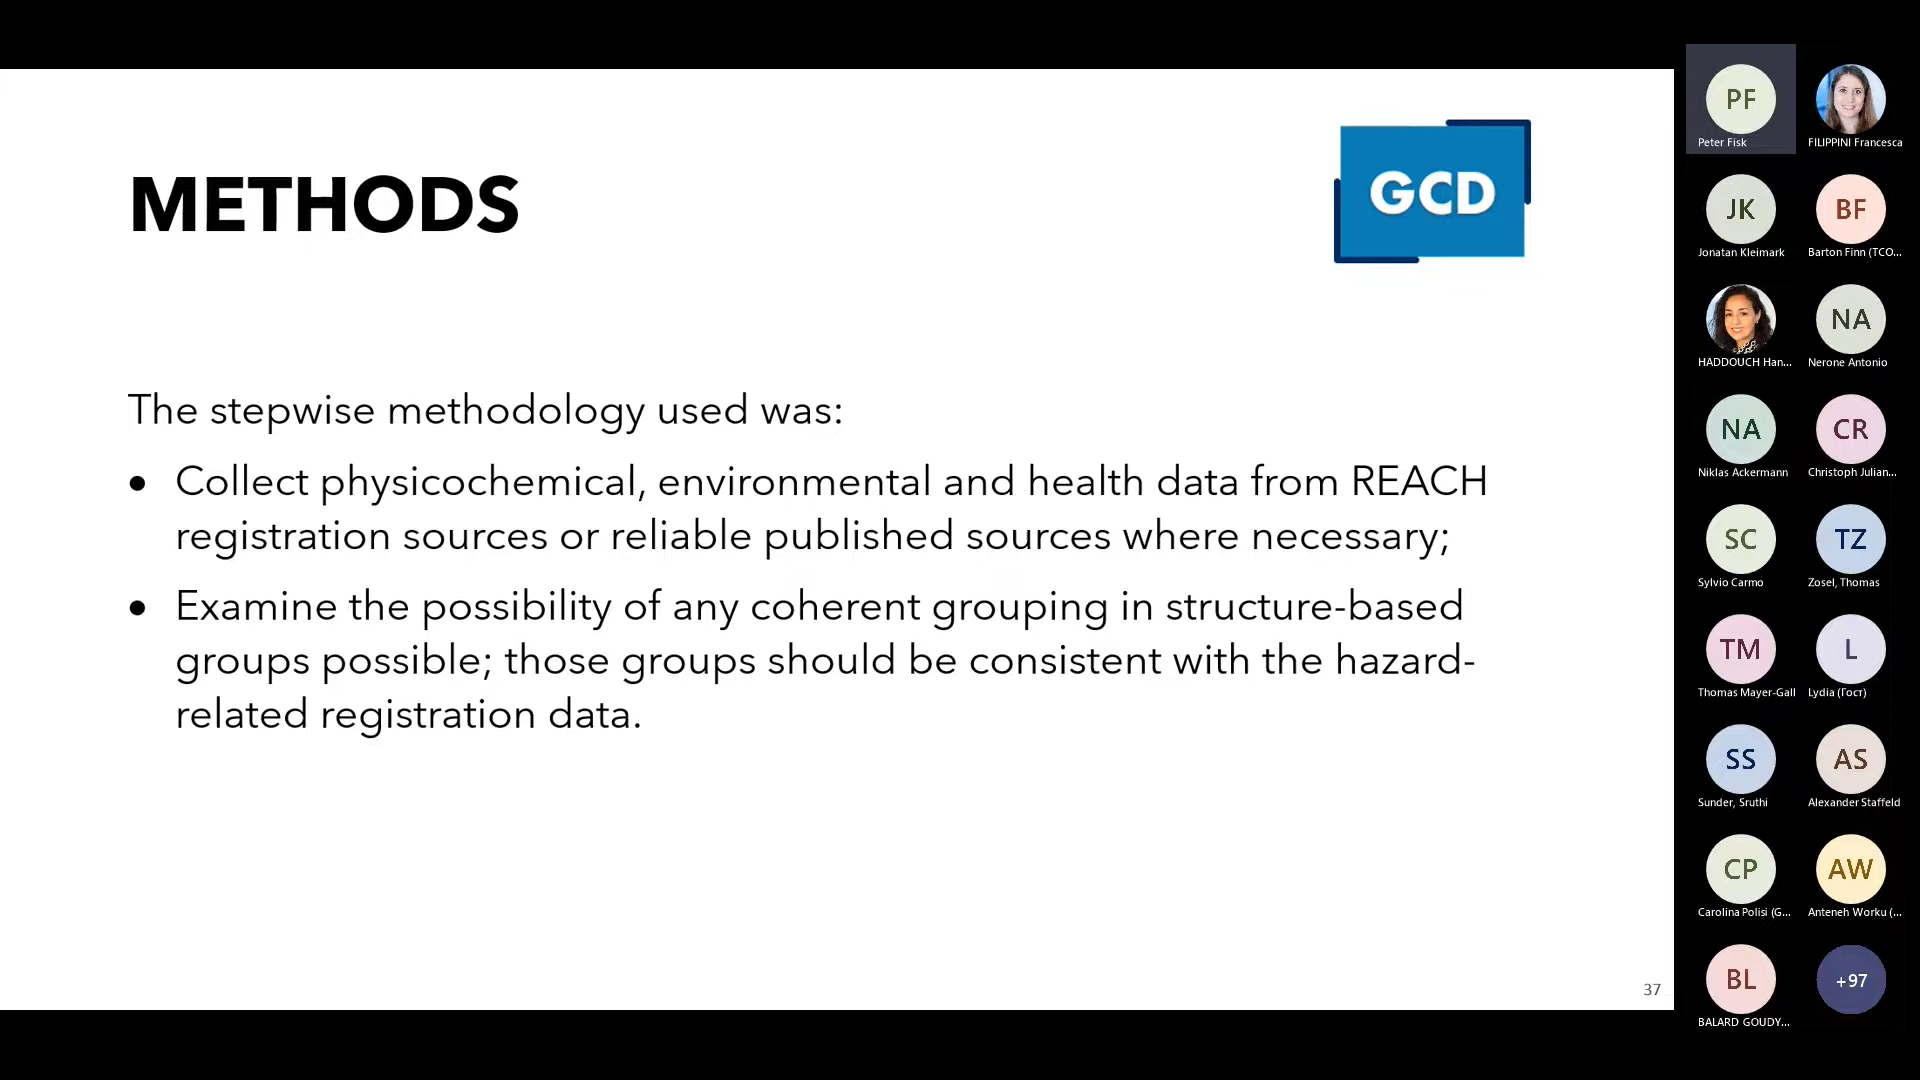 METHODS
GCD
The stepwise methodology used was:
• Collect physicochemical, environmental and health data from REACH
registration sources or reliable published sources where necessary;
• Examine the possibility of any coherent grouping in structure-based
groups possible; those groups should be consistent with the hazard-
related registration data.
37
PF
Peter Fisk
FILIPPINI Francesca
JK
Jonatan Kleimark
BF
Barton Finn (TCO...
HADDOUCH Han...
NA
Nerone Antonio
NA
Niklas Ackermann
CR
Christoph Julian...
SC
Sylvio Carmo
TZ
Zosel, Thomas
TM
Thomas Mayer-Gall
L
Lydia (Гост)
SS
Sunder, Sruthi
AS
Alexander Staffeld
CP
Carolina Polisi (G...
AW
Anteneh Worku (...
BL
BALARD GOUDY...
+97